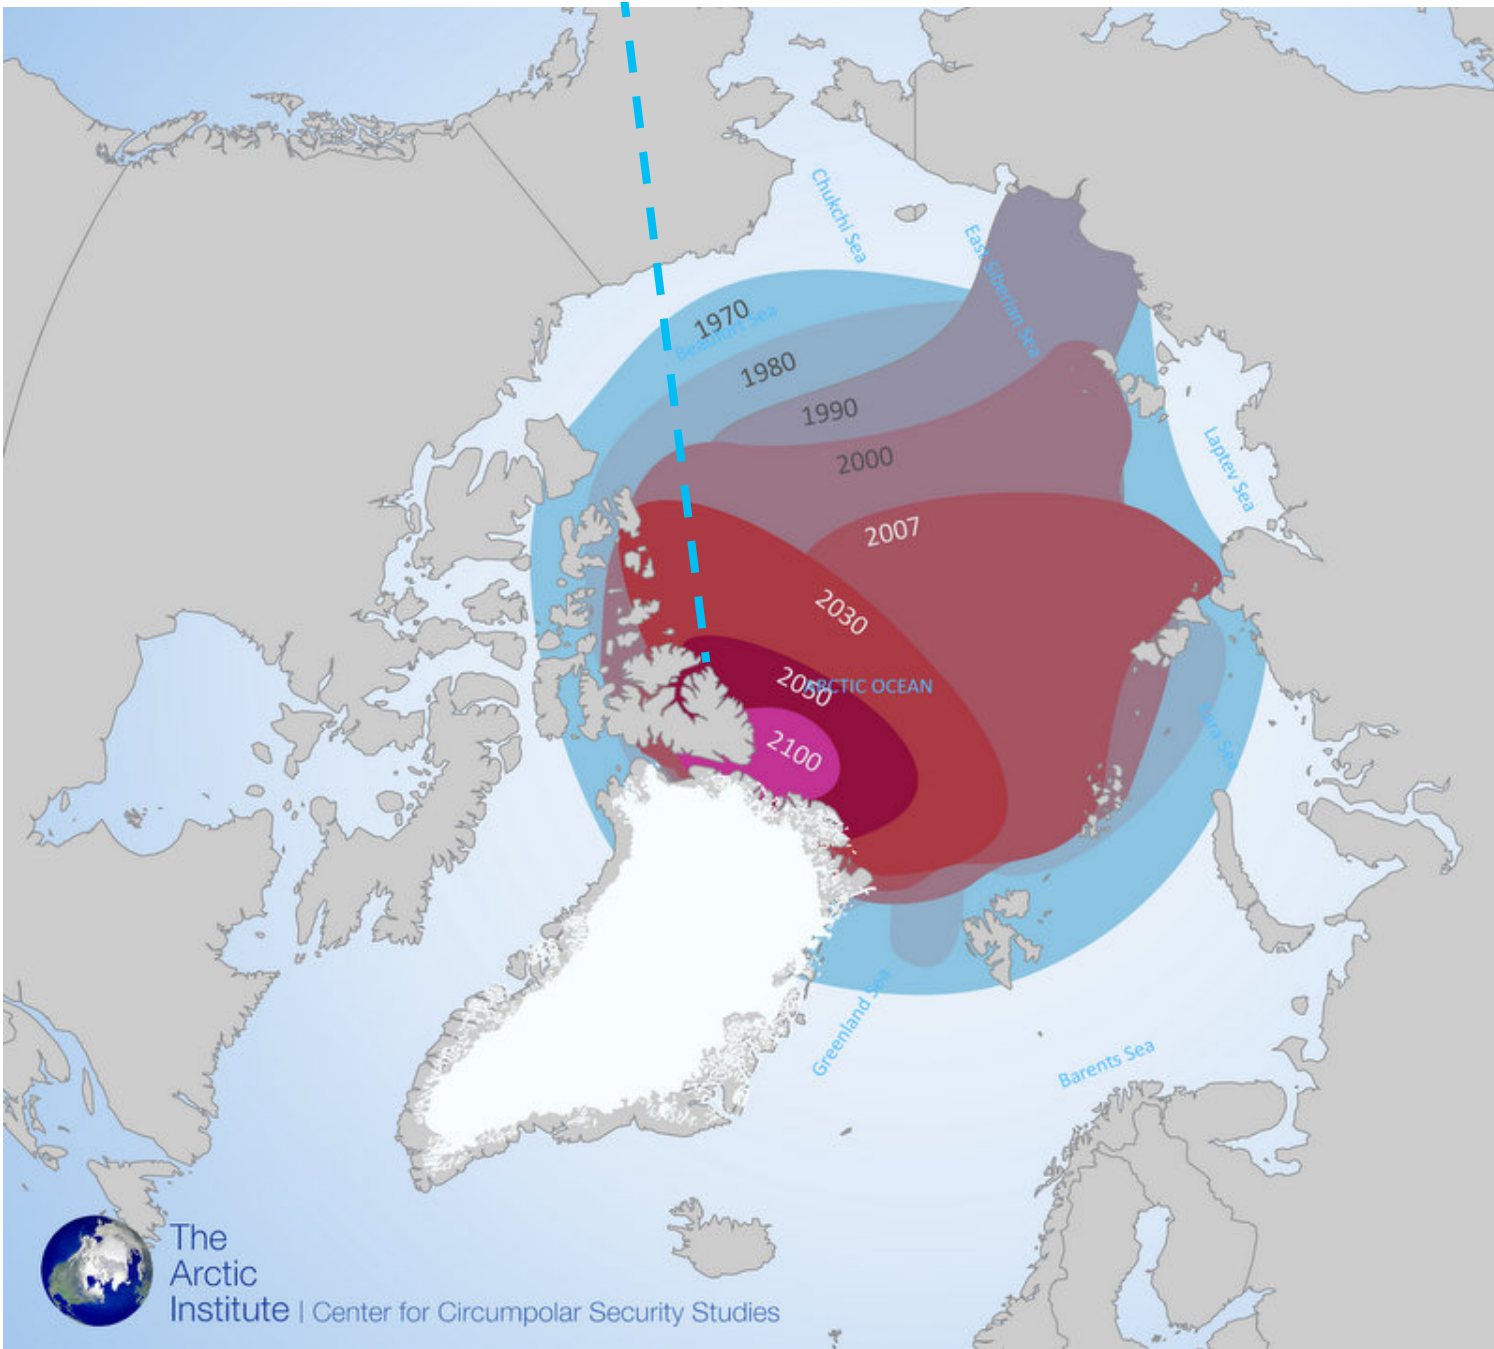 Chukchi Sea
East Siberian Sea
1970
Beaufort Sea
1980
1990
2000
Laptev Sea
2007
2030
2050
ARCTIC OCEAN
Kara Sea
2100
Greenland Sea
Barents Sea
The
Arctic
Institute | Center for Circumpolar Security Studies